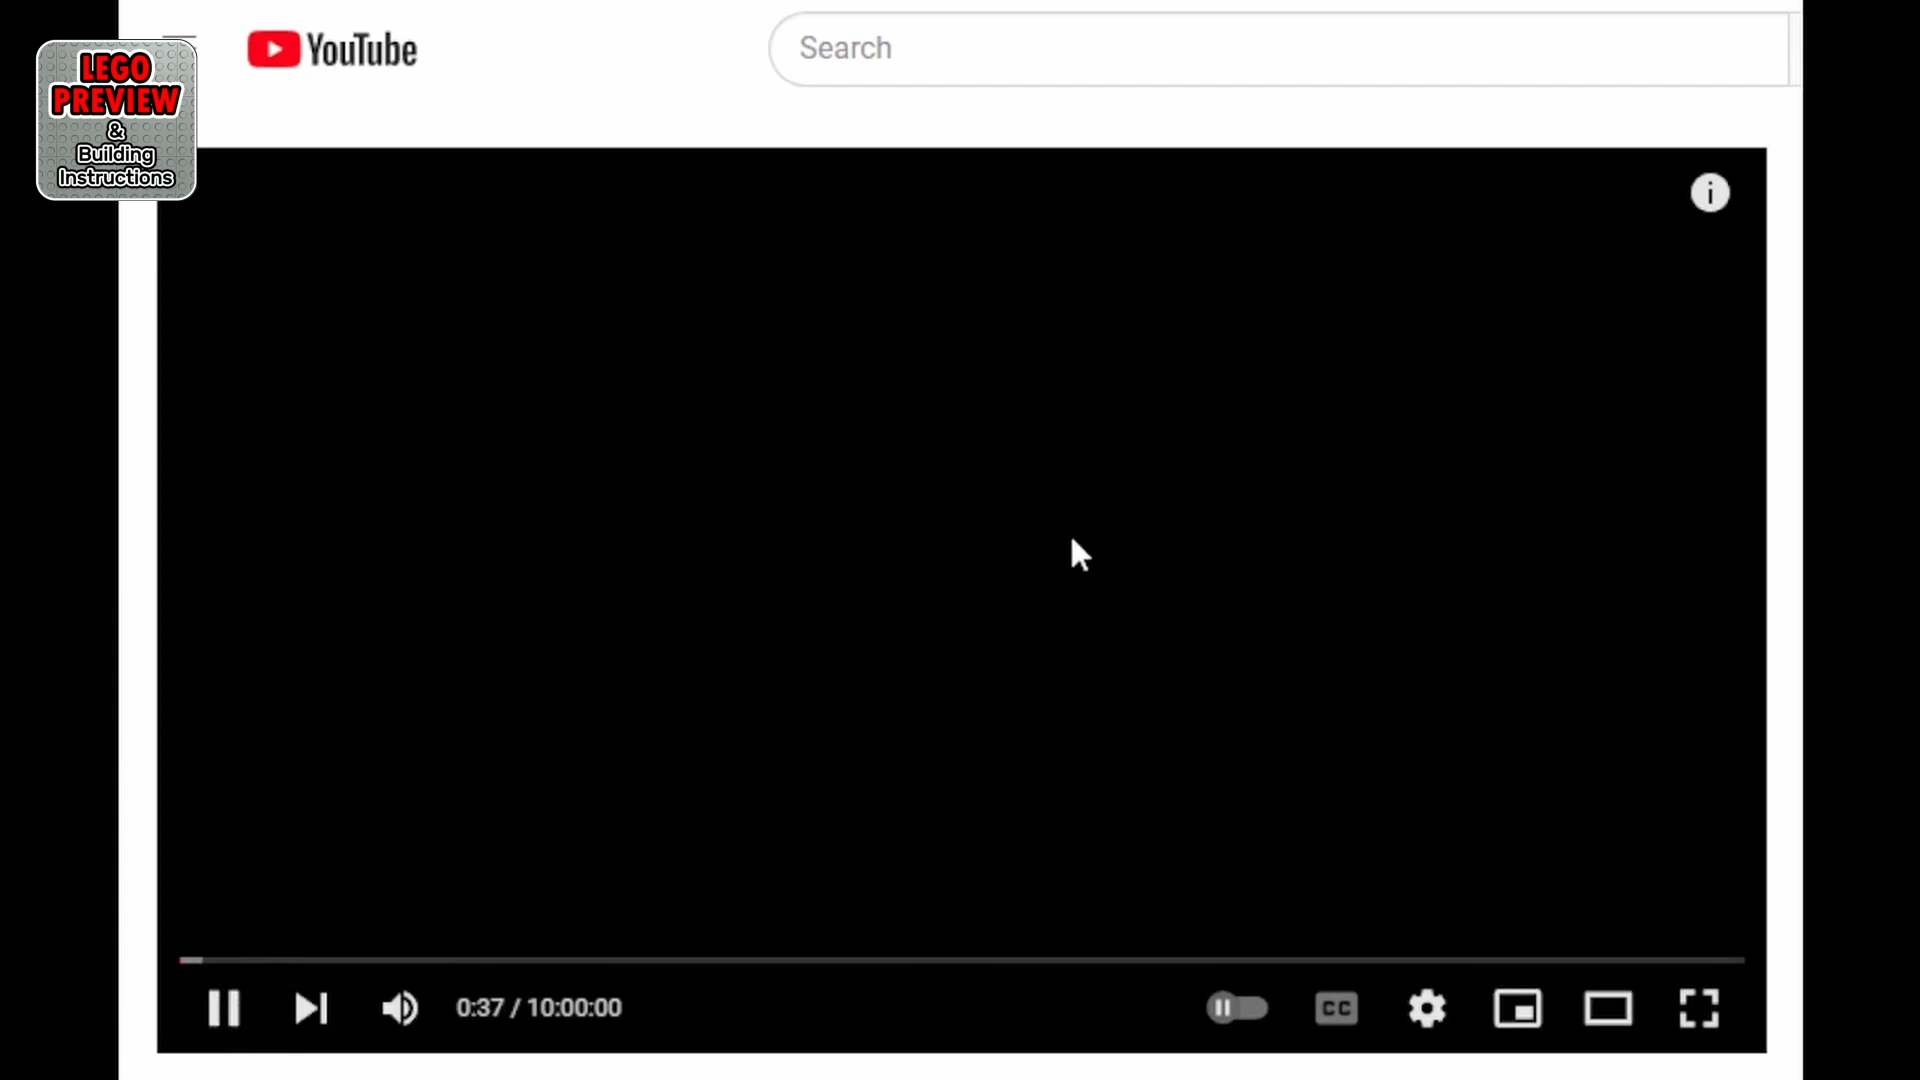 YouTube
Search
LEGO
PREVIEW
&
Building
Instructions
i
0:37 / 10:00:00
CC